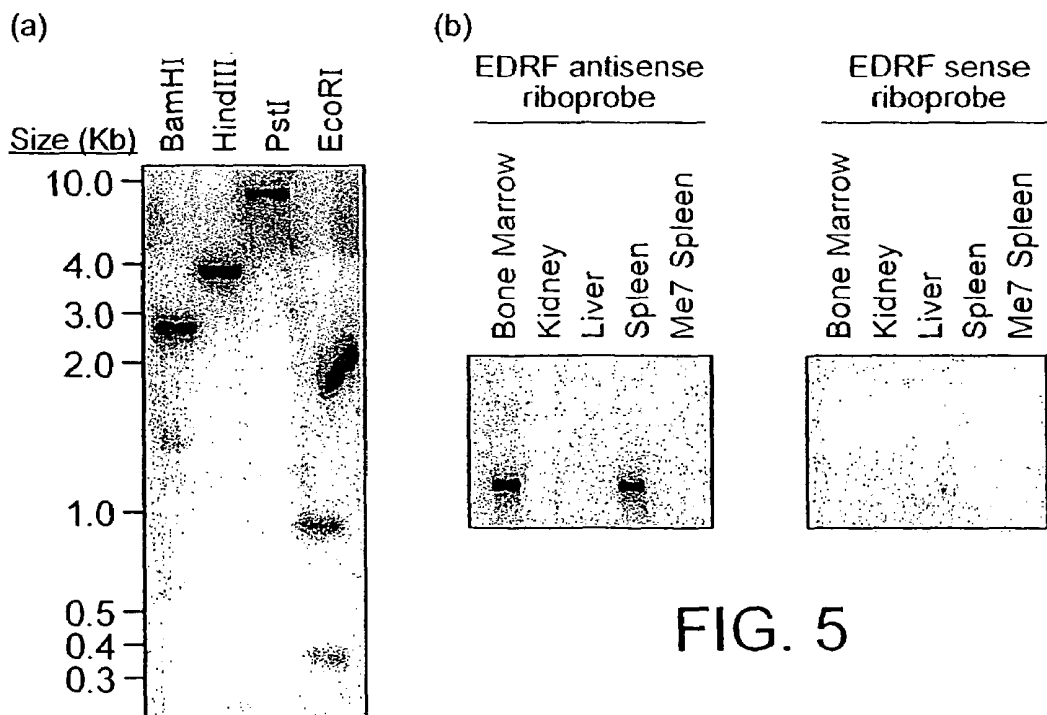 (a)
Size (Kb)
BamHI
HindIII
PstI
EcoRI
10.0
4.0
3.0
2.0
1.0
0.5
0.4
0.3
(b)
EDRF antisense
riboprobe
Bone Marrow
Kidney
Liver
Spleen
Me7 Spleen
EDRF sense
riboprobe
Bone Marrow
Kidney
Liver
Spleen
Me7 Spleen
FIG. 5